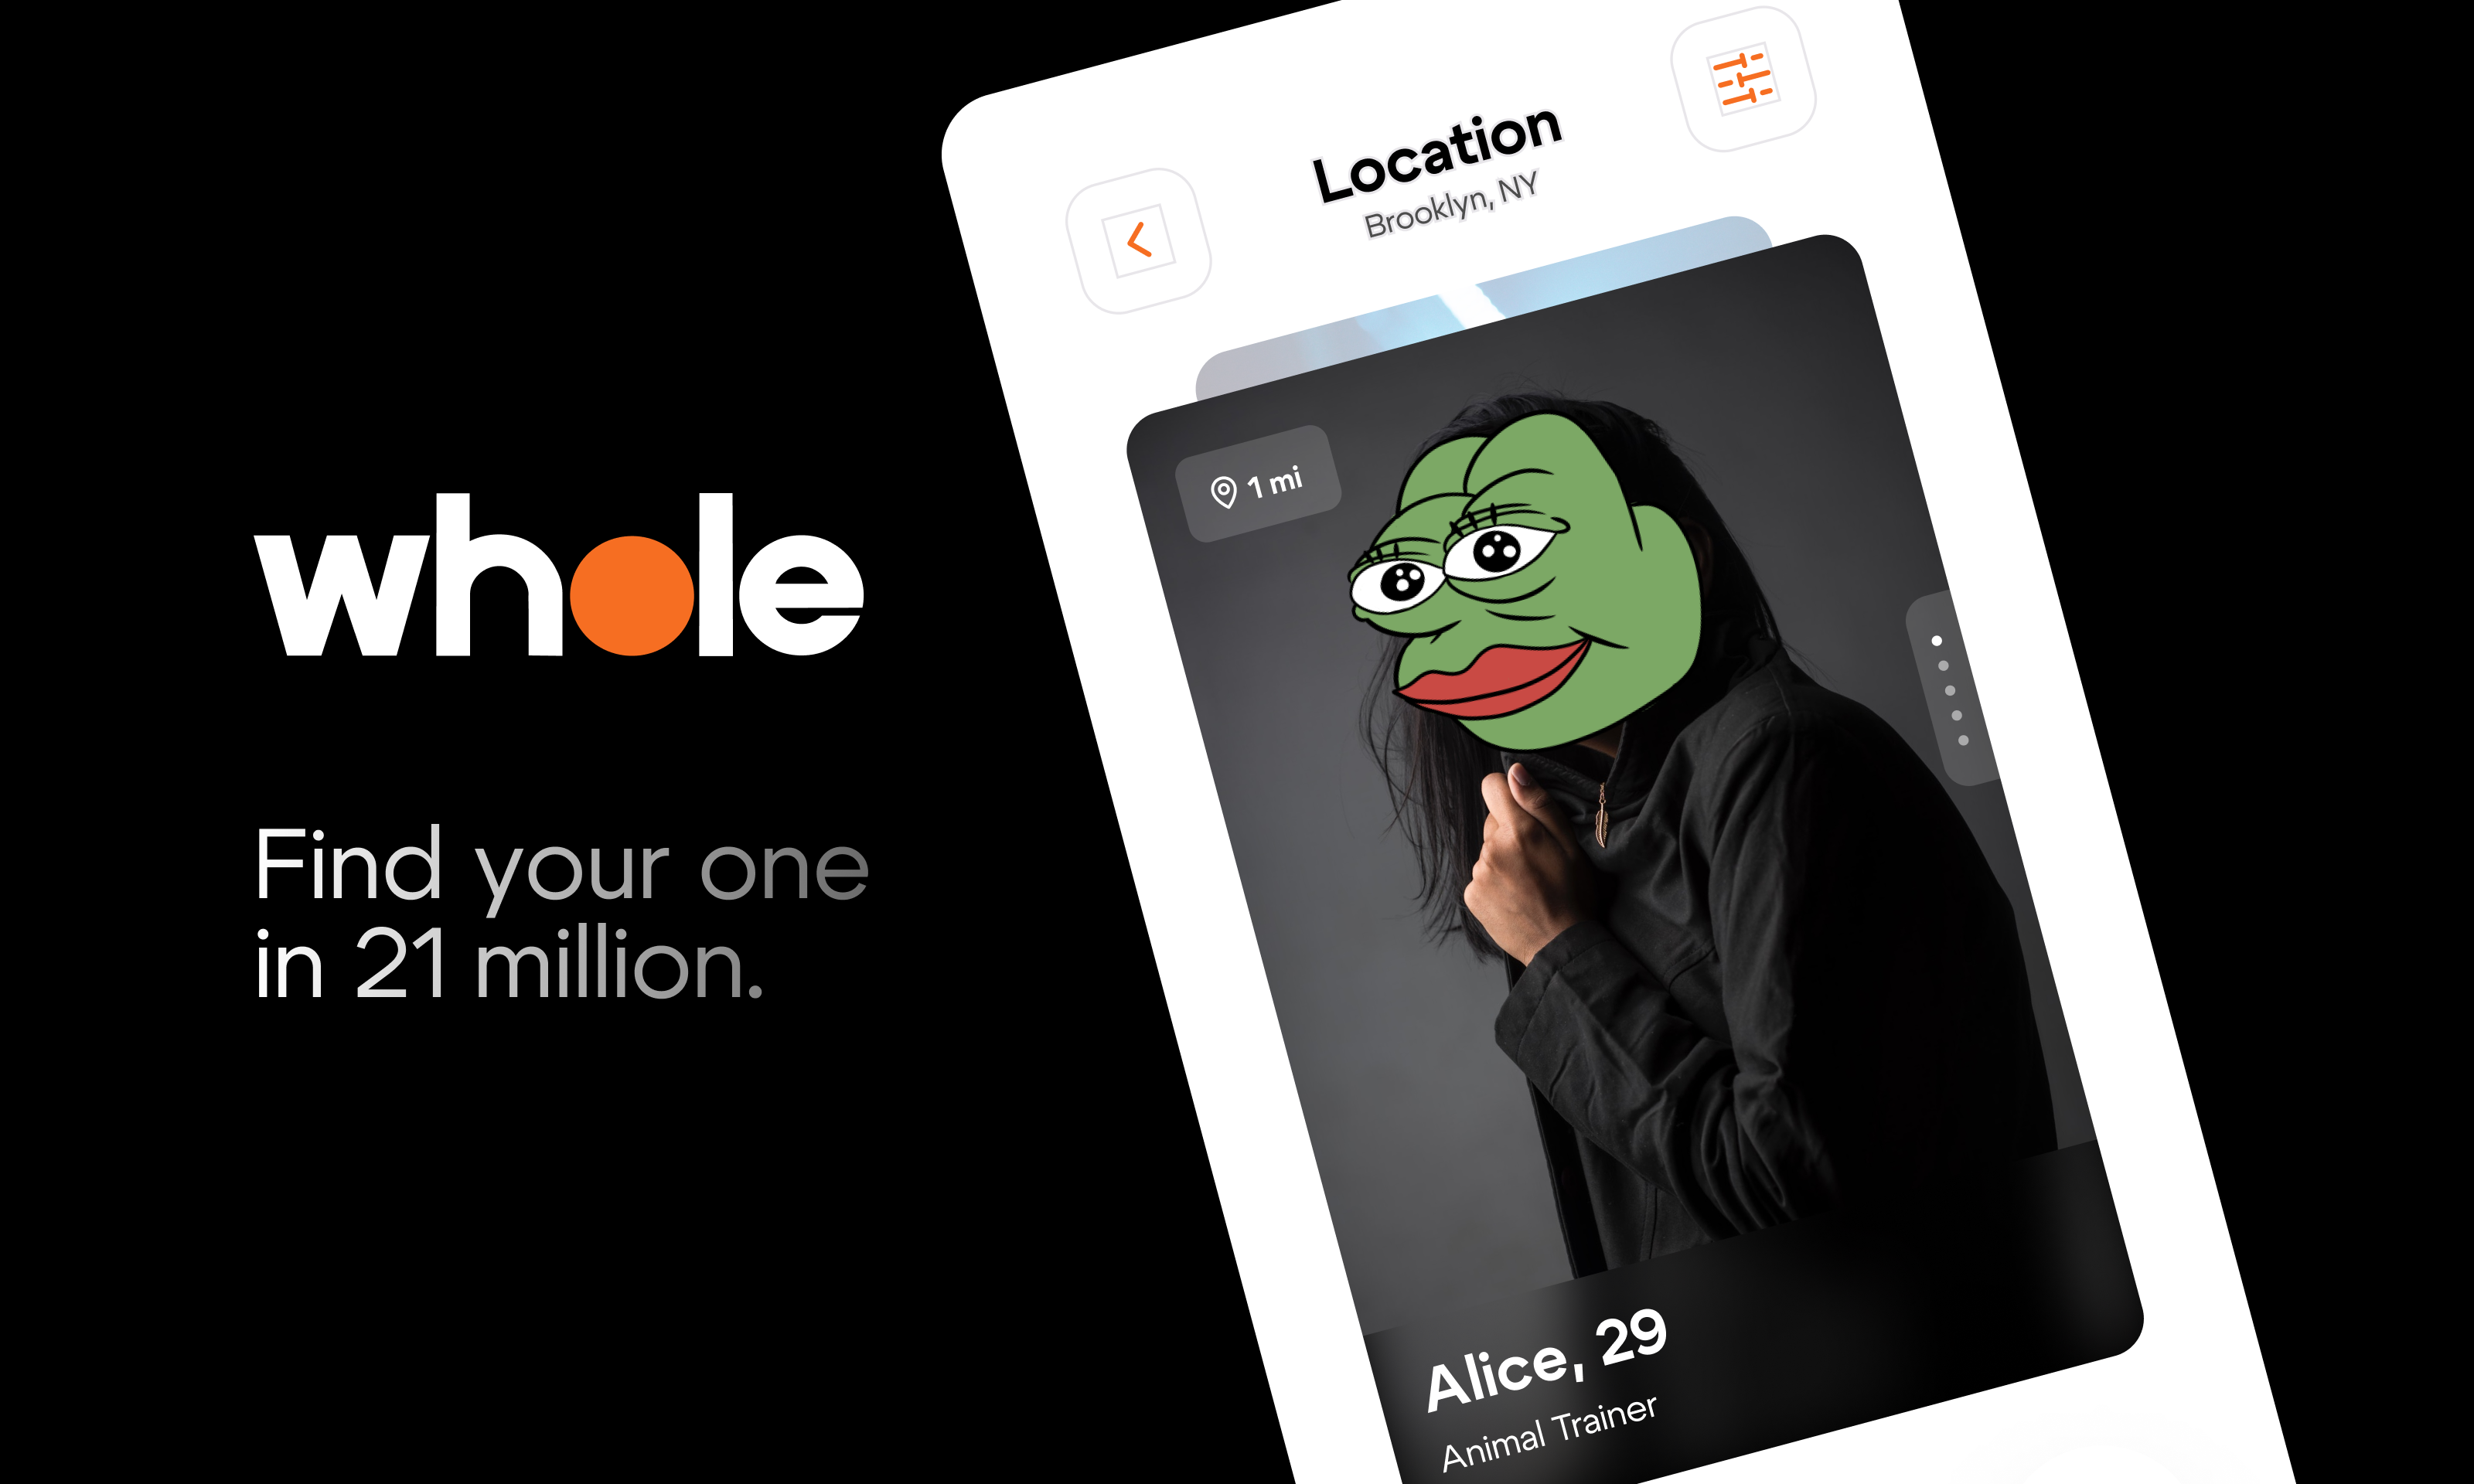 whole
Find your one
in 21 million.
Location
Brooklyn, NY
1 mi
Alice, 29
Animal Trainer